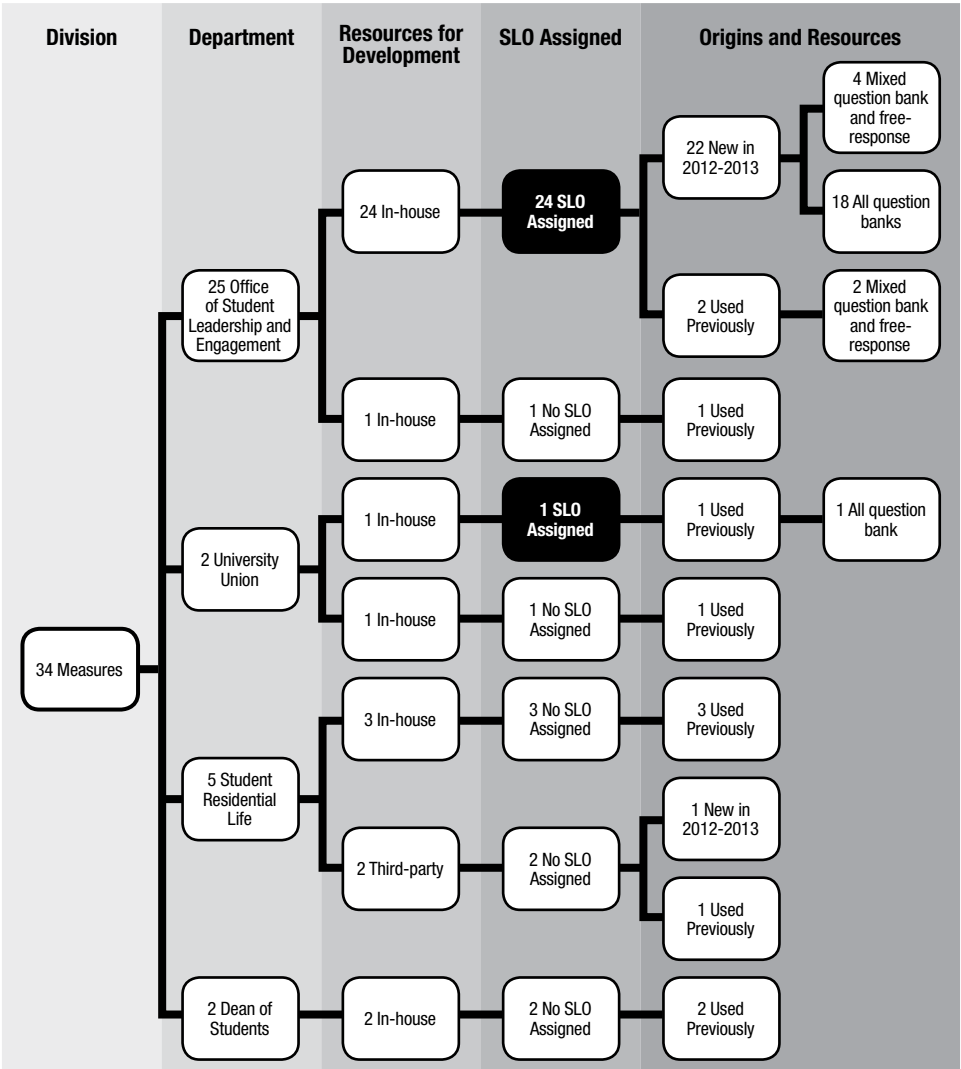 Division
Department
Resources for
Development
SLO Assigned
Origins and Resources
34 Measures
25 Office
of Student
Leadership and
Engagement
24 In-house
24 SLO
Assigned
22 New in
2012-2013
4 Mixed
question bank
and free-
response
18 All question
banks
2 Used
Previously
2 Mixed
question bank
and free-
response
1 In-house
1 No SLO
Assigned
1 Used
Previously
2 University
Union
1 In-house
1 SLO
Assigned
1 Used
Previously
1 All question
bank
1 In-house
1 No SLO
Assigned
1 Used
Previously
5 Student
Residential
Life
3 In-house
3 No SLO
Assigned
3 Used
Previously
2 Third-party
2 No SLO
Assigned
1 New in
2012-2013
1 Used
Previously
2 Dean of
Students
2 In-house
2 No SLO
Assigned
2 Used
Previously